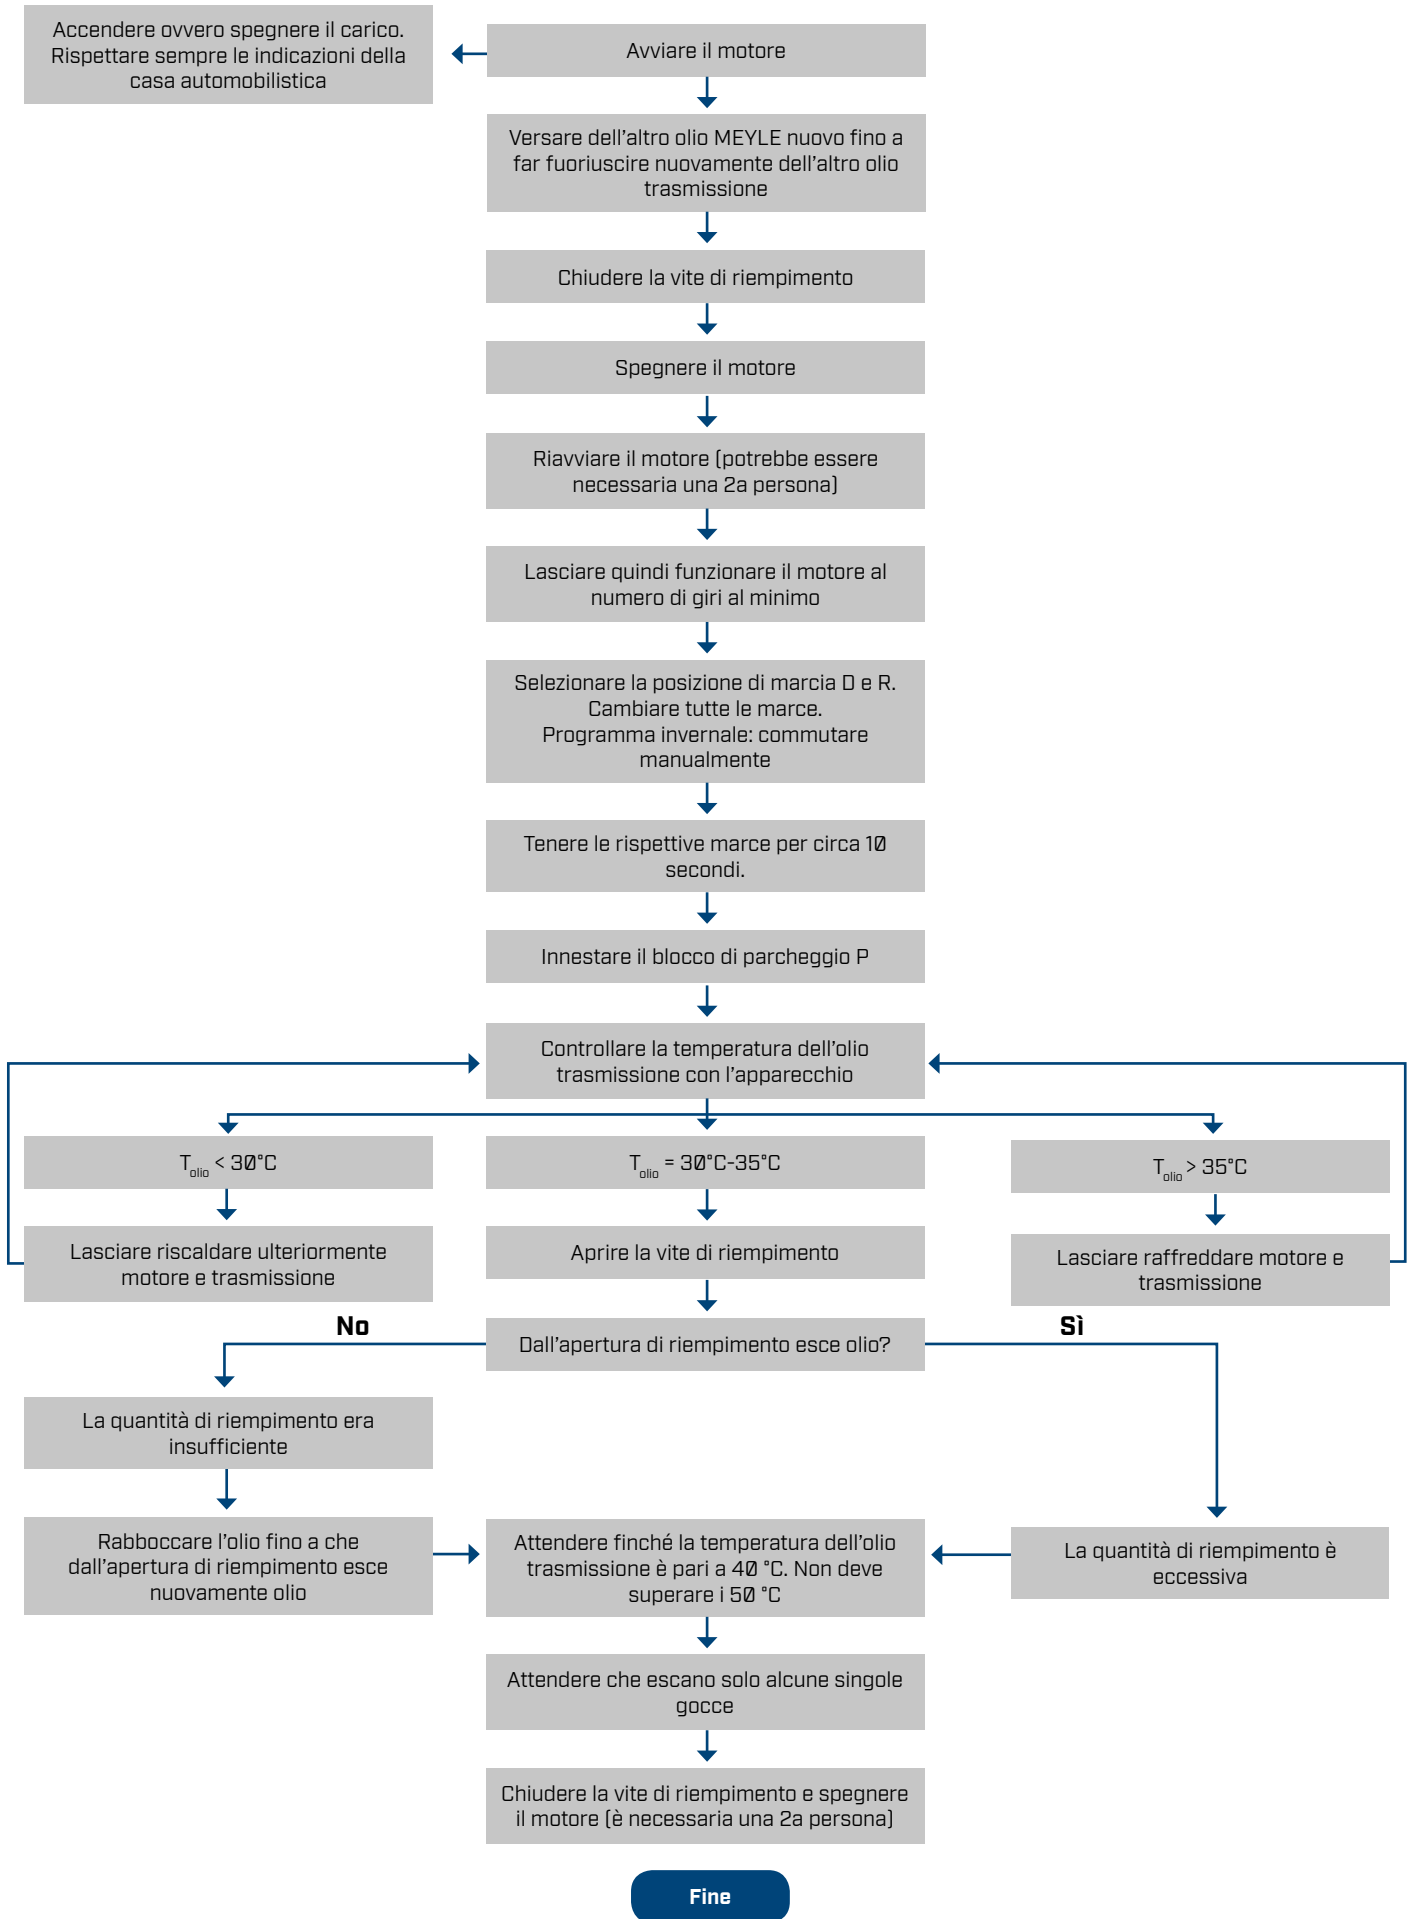 Accendere ovvero spegnere il carico.
Rispettare sempre le indicazioni della
casa automobilistica
Avviare il motore
Versare dell'altro olio MEYLE nuovo fino a
far fuoriuscire nuovamente dell'altro olio
trasmissione
Chiudere la vite di riempimento
Spegnere il motore
Riavviare il motore (potrebbe essere
necessaria una 2a persona)
Lasciare quindi funzionare il motore al
numero di giri al minimo
Selezionare la posizione di marcia D e R.
Cambiare tutte le marce.
Programma invernale: commutare
manualmente
Tenere le rispettive marce per circa 10
secondi.
Innestare il blocco di parcheggio P
Controllare la temperatura dell'olio
trasmissione con l'apparecchio
Tolio < 30°C
Tolio = 30°C-35°C
Tolio > 35°C
Lasciare riscaldare ulteriormente
motore e trasmissione
Aprire la vite di riempimento
Lasciare raffreddare motore e
trasmissione
No
Dall'apertura di riempimento esce olio?
Sì
La quantità di riempimento era
insufficiente
Rabboccare l'olio fino a che
dall'apertura di riempimento esce
nuovamente olio
Attendere finché la temperatura dell'olio
trasmissione è pari a 40 °C. Non deve
superare i 50 °C
La quantità di riempimento è
eccessiva
Attendere che escano solo alcune singole
gocce
Chiudere la vite di riempimento e spegnere
il motore (è necessaria una 2a persona)
Fine